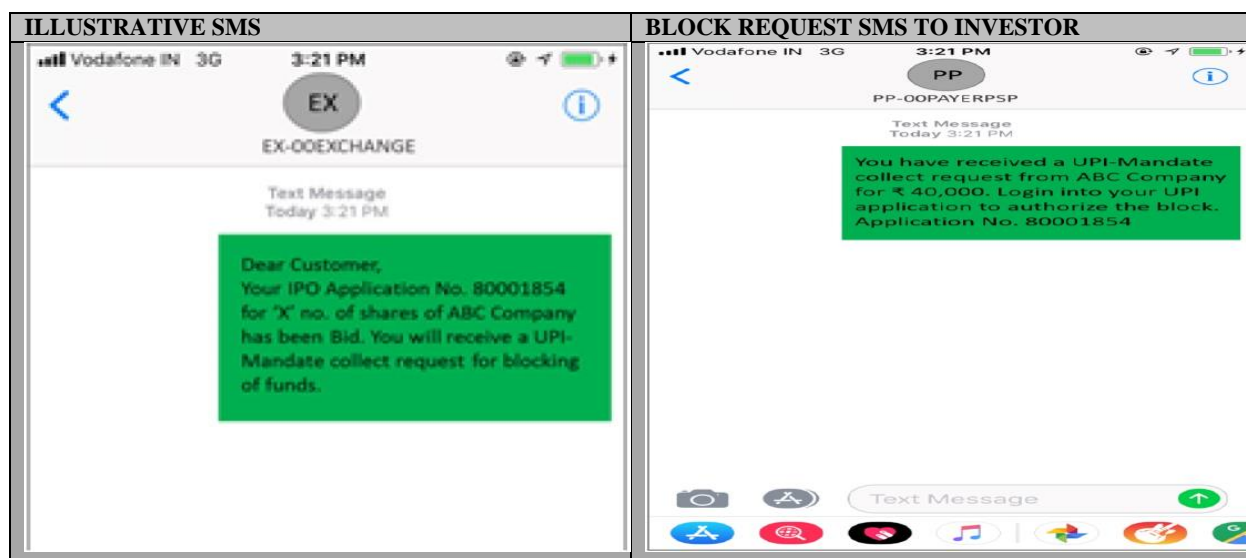 ILLUSTRATIVE SMS
Vodafone IN 3G 3:21 PM
EX
EX-00EXCHANGE
Text Message
Today 3:21 PM
Dear Customer,
Your IPO Application No. 80001854
for 'X' no. of shares of ABC Company
has been Bid. You will receive a UPI-
Mandate collect request for blocking
of funds.
BLOCK REQUEST SMS TO INVESTOR
Vodafone IN 3G 3:21 PM
PP
PP-00PAYERPSP
Text Message
Today 3:21 PM
You have received a UPI-Mandate
collect request from ABC Company
for ₹ 40,000. Login into your UPI
application to authorize the block.
Application No. 80001854
Text Message